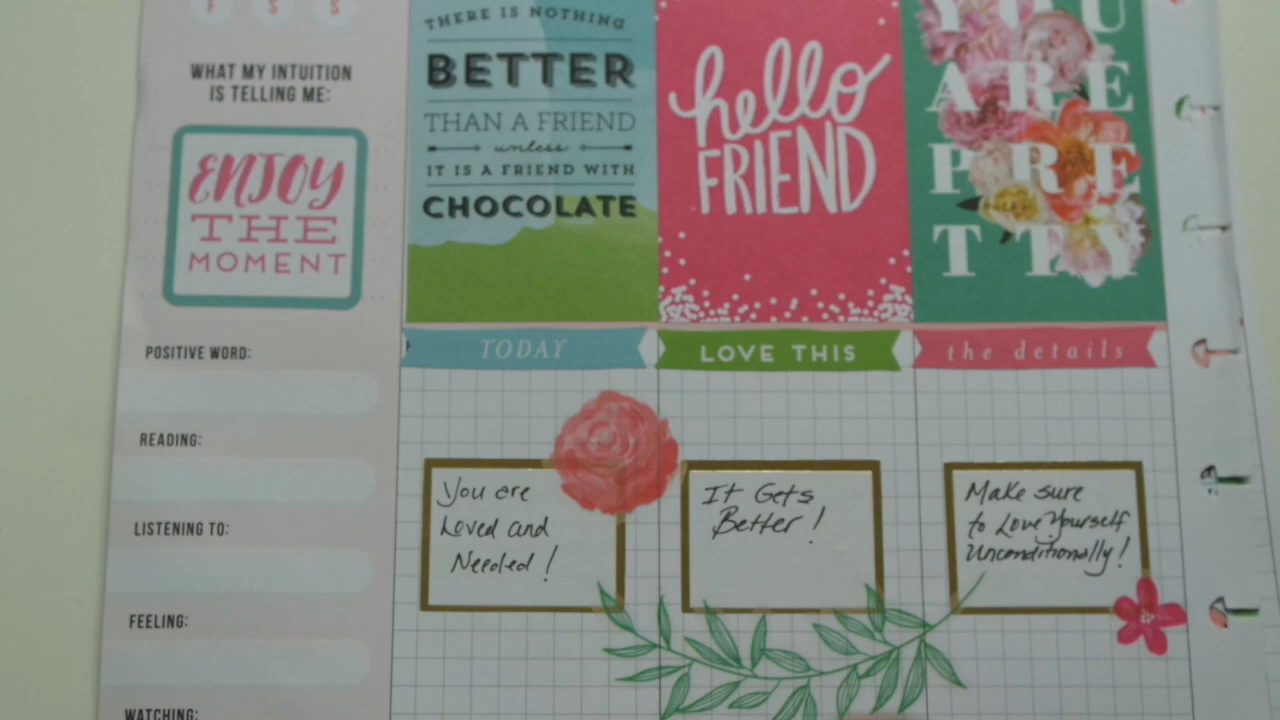 F S S
WHAT MY INTUITION
IS TELLING ME:
ENJOY
THE
MOMENT
POSITIVE WORD:
READING:
LISTENING TO:
FEELING:
WATCHING:
THERE IS NOTHING
BETTER
THAN A FRIEND
unless
IT IS A FRIEND WITH
CHOCOLATE
hello
FRIEND
YOU
ARE
PRE
TTY
TODAY
LOVE THIS
the details
You are
Loved and
Needed!
It Gets
Better!
Make sure
to Love Yourself
Unconditionally!